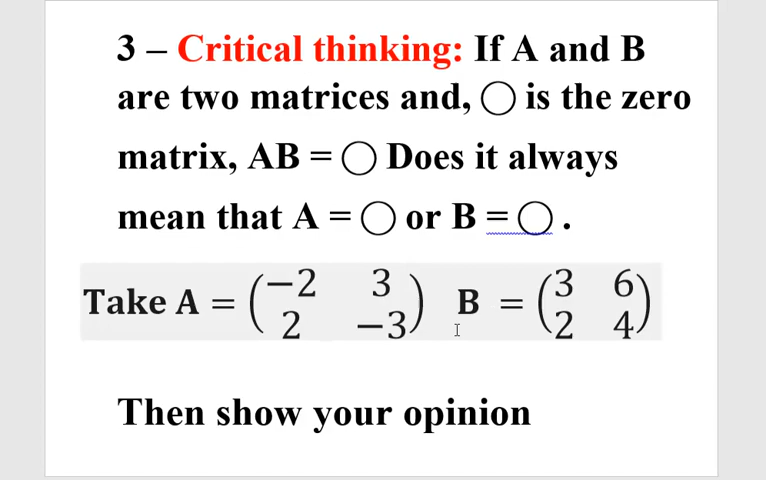 3 – Critical thinking: If A and B
are two matrices and, ◯ is the zero
matrix, AB = ◯ Does it always
mean that A = ◯ or B = ◯ .
Take A = (−2 3 B = (3 6
2 −3) 2 4)
Then show your opinion